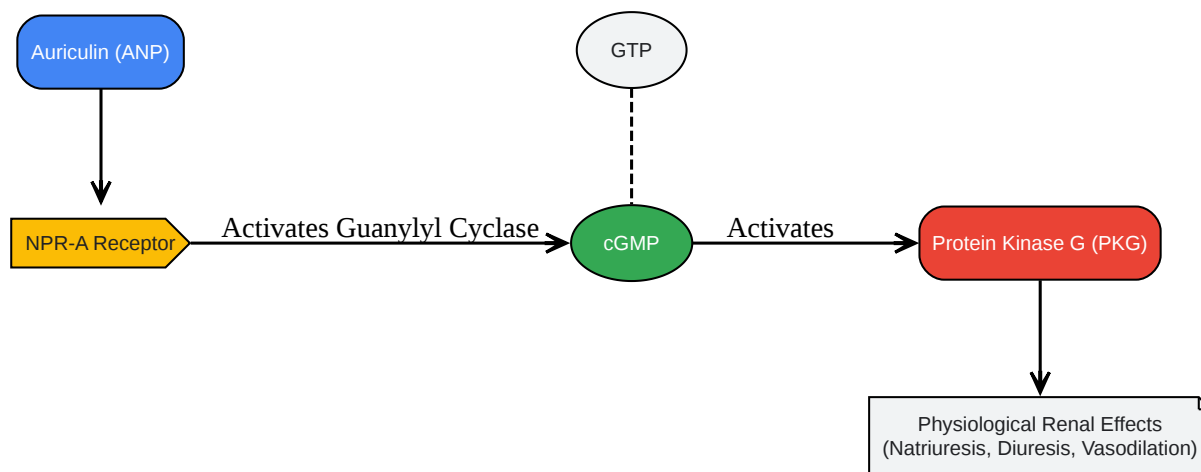 Auriculin (ANP)
GTP
NPR-A Receptor
Activates Guanylyl Cyclase
cGMP
Activates
Protein Kinase G (PKG)
Physiological Renal Effects
(Natriuresis, Diuresis, Vasodilation)